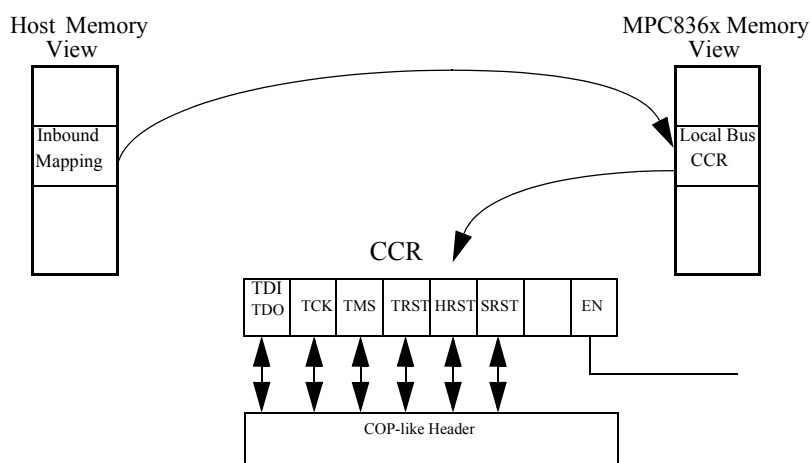 Host Memory
View
MPC836x Memory
View
Inbound
Mapping
Local Bus
CCR
CCR
TDI
TDO
TCK
TMS
TRST
HRST
SRST
EN
COP-like Header